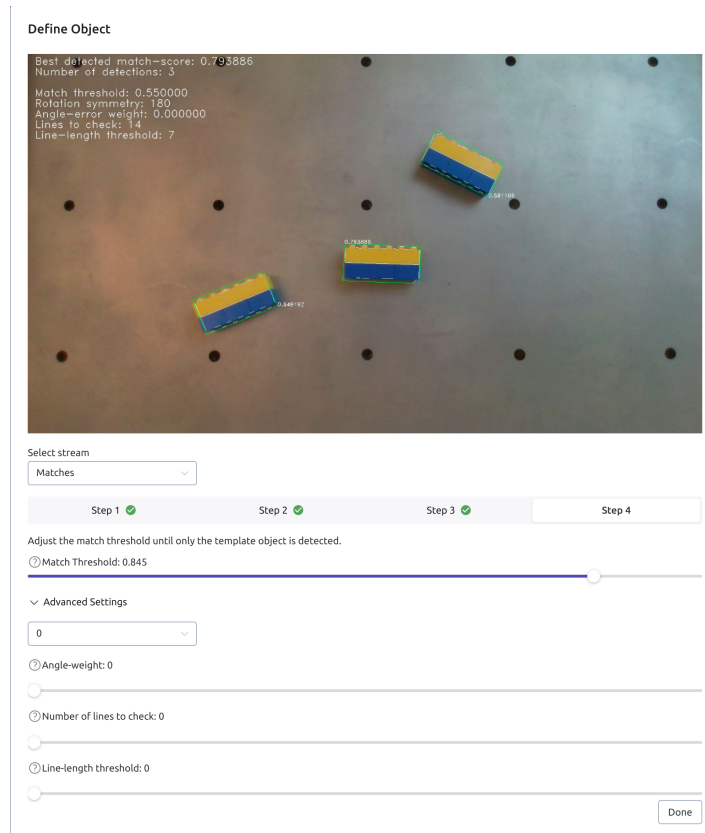 Define Object
Best detected match-score: 0.793886
Number of detections: 3
Match threshold: 0.550000
Rotation symmetry: 180
Angle-error weight: 0.000000
Lines to check: 14
Line-length threshold: 7
0.581106
0.793885
0.649192
Select stream
Matches
Step 1
Step 2
Step 3
Step 4
Adjust the match threshold until only the template object is detected.
Match Threshold: 0.845
Advanced Settings
0
Angle-weight: 0
Number of lines to check: 0
Line-length threshold: 0
Done